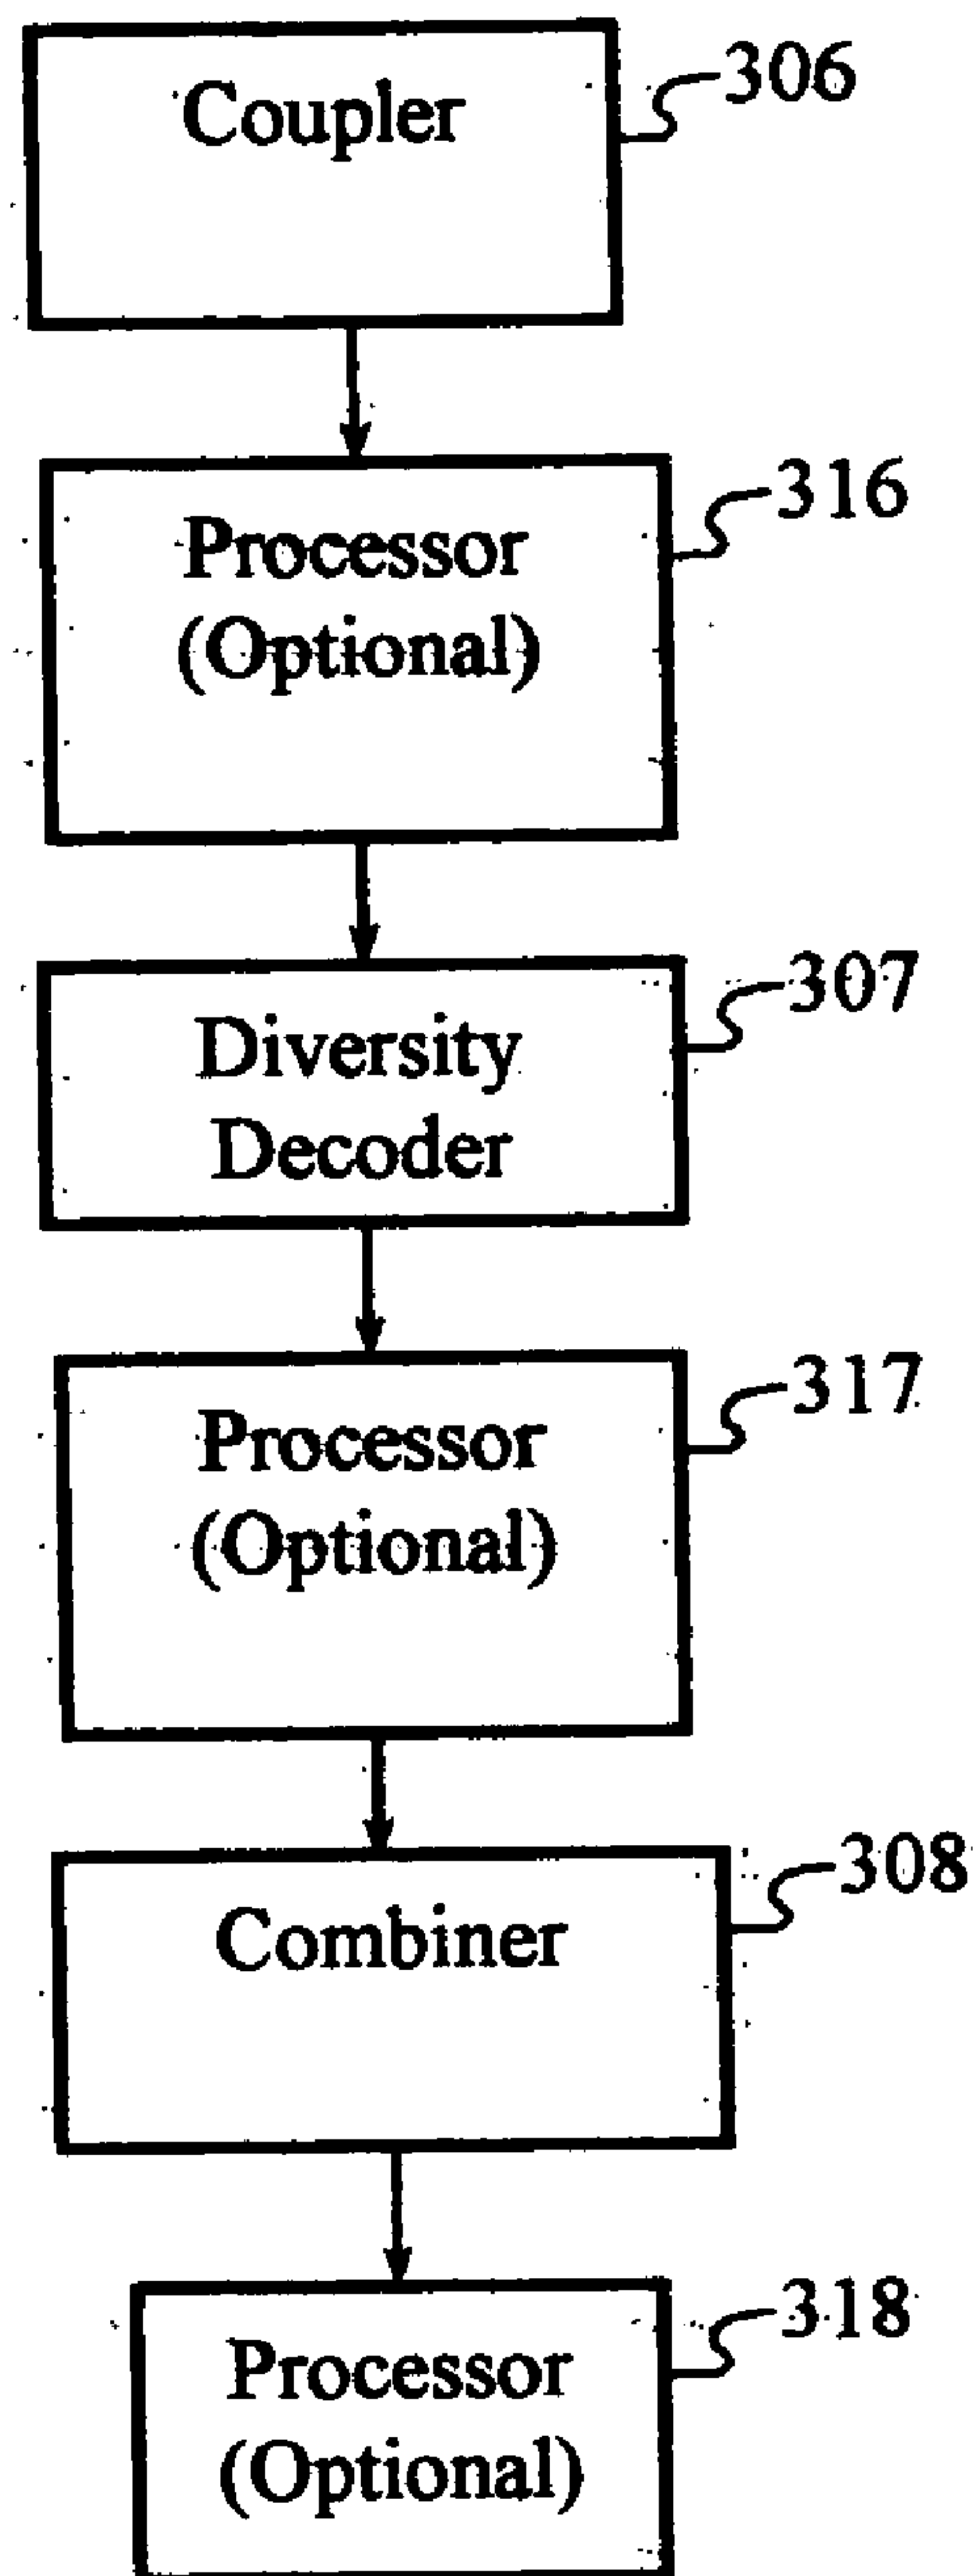 Coupler
306
Processor
(Optional)
316
Diversity
Decoder
307
Processor
(Optional)
317
Combiner
308
Processor
(Optional)
318